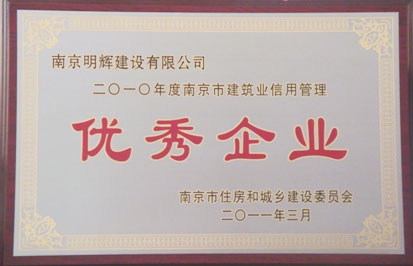 南京明辉建设有限公司
二〇一〇年度南京市建筑业信用管理
优秀企业
南京市住房和城乡建设委员会
二〇一一年三月